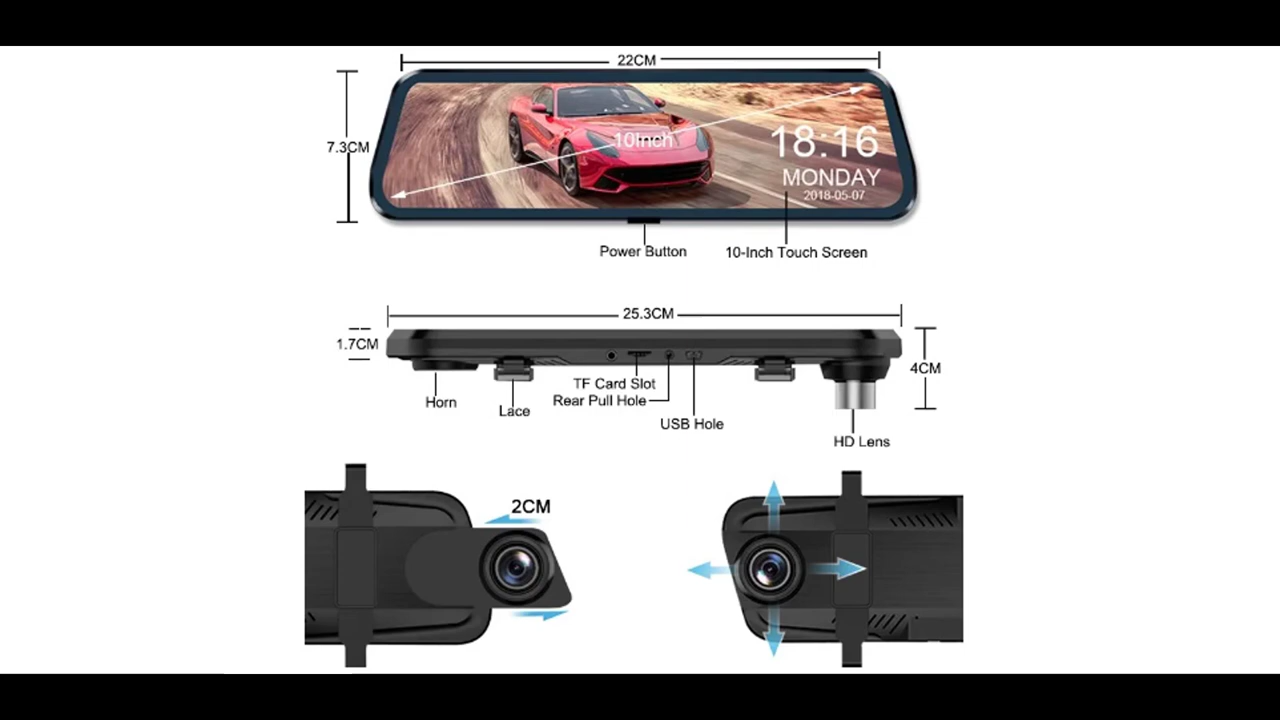 22CM
7.3CM
10Inch
18:16
MONDAY
2018-05-07
Power Button
10-Inch Touch Screen
25.3CM
1.7CM
4CM
TF Card Slot
Horn
Rear Pull Hole
Lace
USB Hole
HD Lens
2CM